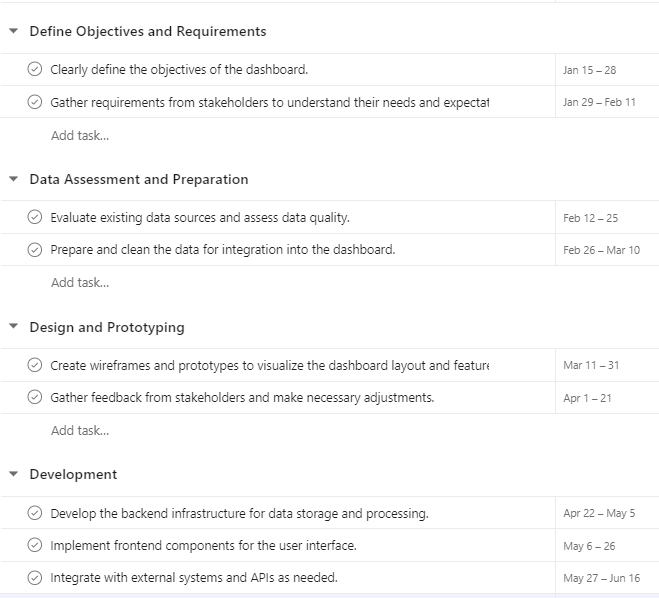 Define Objectives and Requirements
Clearly define the objectives of the dashboard. Jan 15 – 28
Gather requirements from stakeholders to understand their needs and expectat Jan 29 – Feb 11
Add task...
Data Assessment and Preparation
Evaluate existing data sources and assess data quality. Feb 12 – 25
Prepare and clean the data for integration into the dashboard. Feb 26 – Mar 10
Add task...
Design and Prototyping
Create wireframes and prototypes to visualize the dashboard layout and feature Mar 11 – 31
Gather feedback from stakeholders and make necessary adjustments. Apr 1 – 21
Add task...
Development
Develop the backend infrastructure for data storage and processing. Apr 22 – May 5
Implement frontend components for the user interface. May 6 – 26
Integrate with external systems and APIs as needed. May 27 – Jun 16